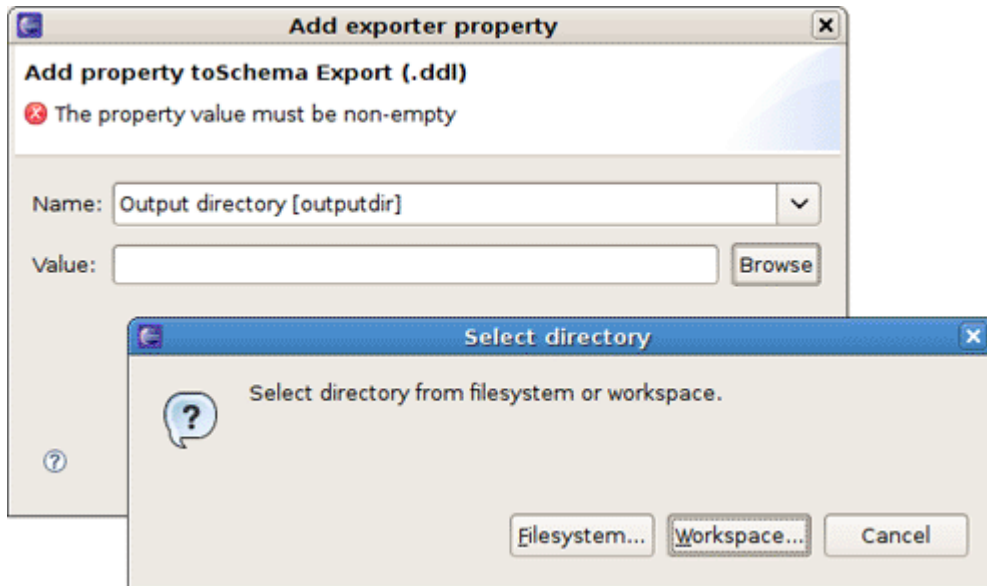 Add exporter property
Add property toSchema Export (.ddl)
The property value must be non-empty
Name: Output directory [outputdir]
Value: Browse
Select directory
Select directory from filesystem or workspace.
Filesystem... Workspace... Cancel